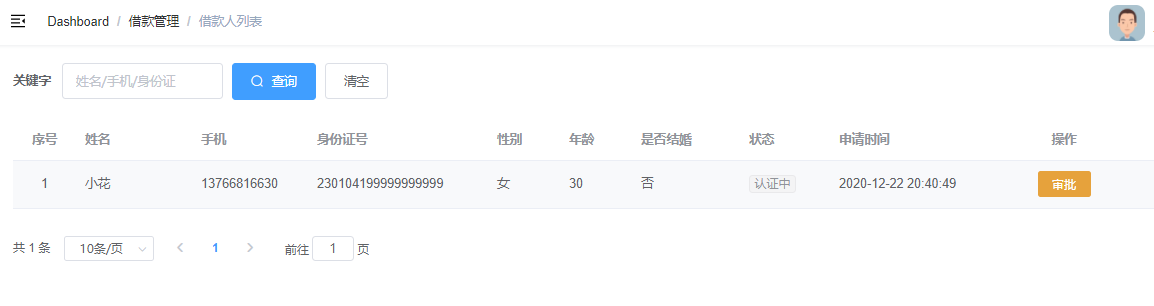 Dashboard / 借款管理 / 借款人列表
关键字 姓名/手机/身份证 查询 清空
序号 姓名 手机 身份证号 性别 年龄 是否结婚 状态 申请时间 操作
1 小花 13766816630 230104199999999999 女 30 否 认证中 2020-12-22 20:40:49 审批
共 1 条 10条/页 1 前往 1 页